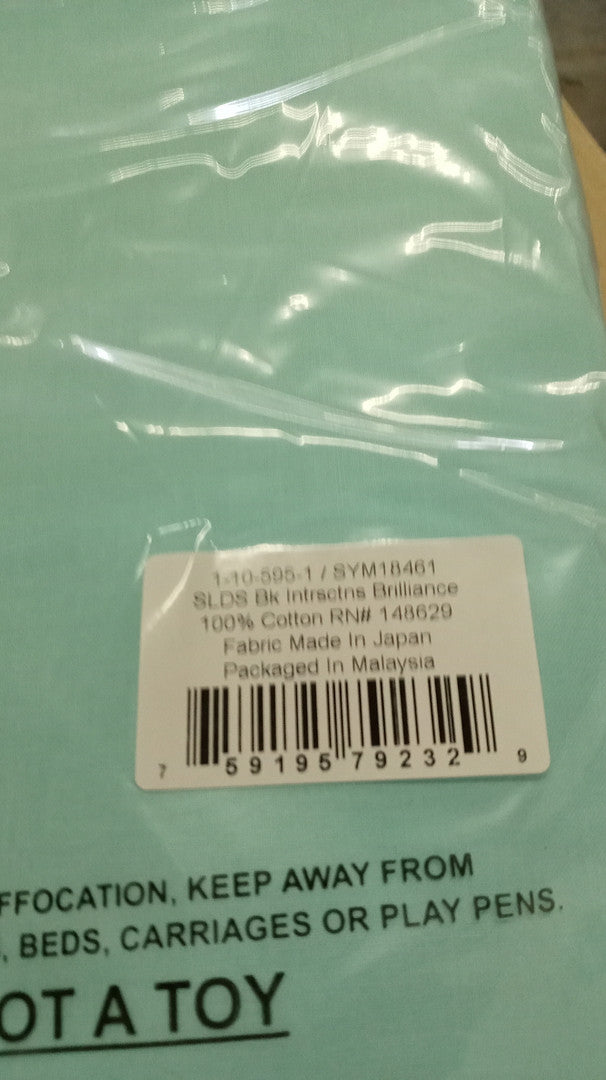 1-10-595-1 / SYM18461
SLDS Bk Intrsctns Brilliance
100% Cotton RN# 148629
Fabric Made In Japan
Packaged In Malaysia
7 59195 79232 9
FFOCATION, KEEP AWAY FROM
, BEDS, CARRIAGES OR PLAY PENS.
OT A TOY